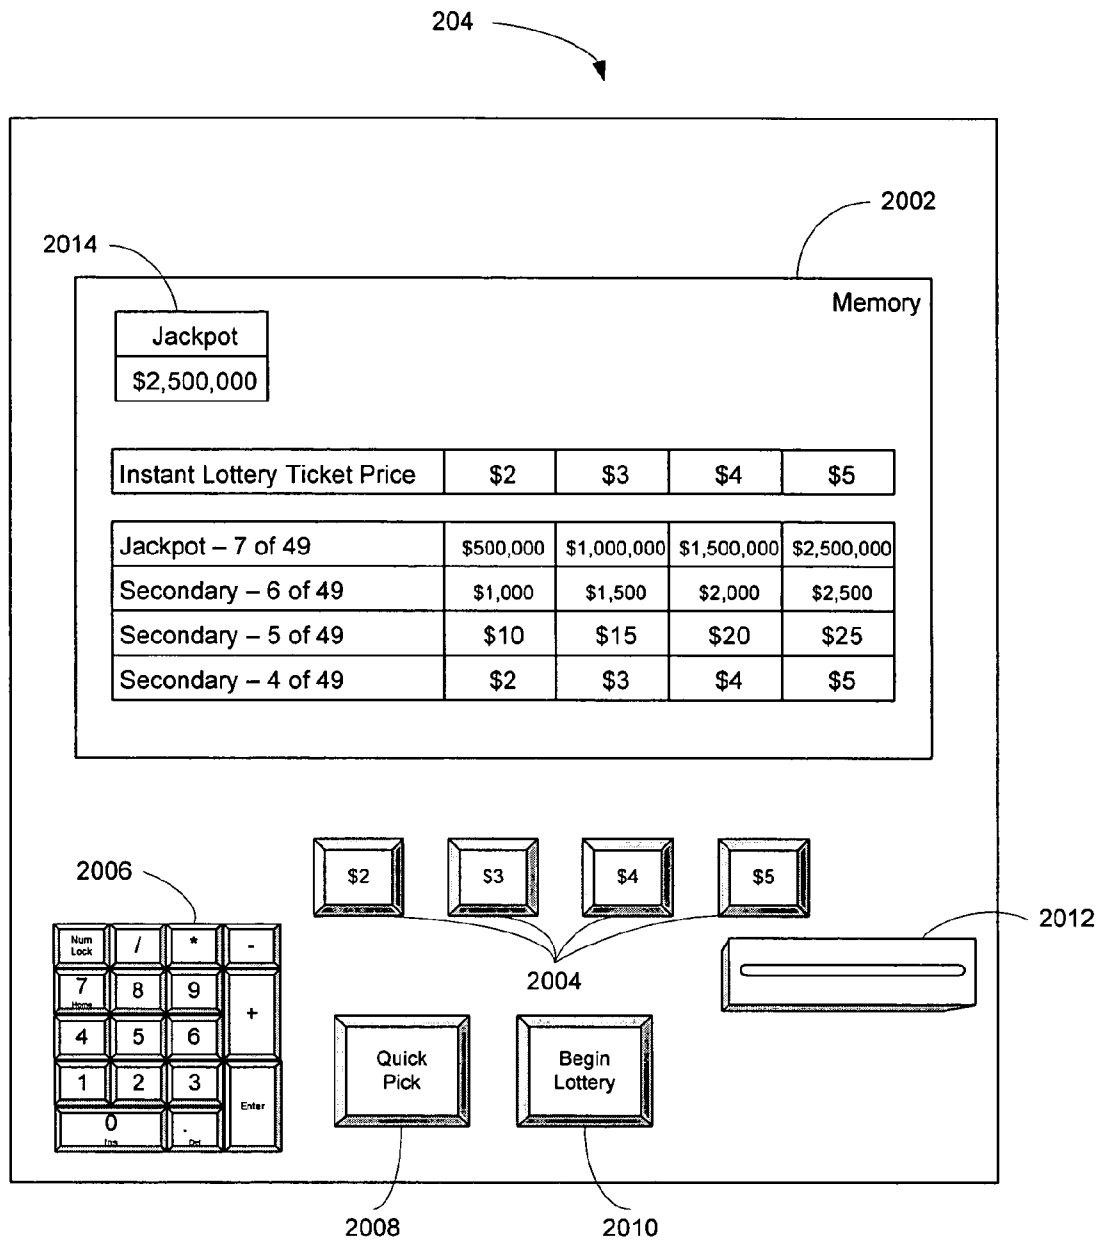 204
2002
2014
Memory
Jackpot
$2,500,000
Instant Lottery Ticket Price $2 $3 $4 $5
Jackpot – 7 of 49 $500,000 $1,000,000 $1,500,000 $2,500,000
Secondary – 6 of 49 $1,000 $1,500 $2,000 $2,500
Secondary – 5 of 49 $10 $15 $20 $25
Secondary – 4 of 49 $2 $3 $4 $5
$2 $3 $4 $5
2006
2012
2004
Num Lock / * -
7 Home 8 9
+
4 5 6
1 2 3
Enter
0 Ins . Del
Quick
Pick
Begin
Lottery
2008
2010